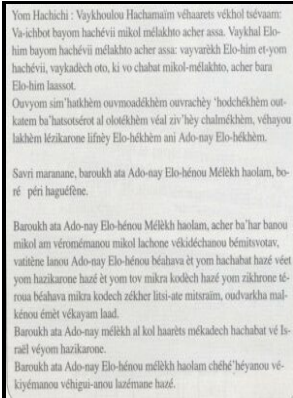 Yom Hachichi : Vaykhoulou Hachamaïm véhaarets vékhol tsévaam:
Va-ichbot bayom hachévii mikol mélakhto acher assa. Vaykhal Elo-
him bayom hachévii mélakhto acher assa: vayvarèkh Elo-him et-yom
hachévii, vaykadèch oto, ki vo chabat mikol-mélakhto, acher bara
Elo-him laassot.
Ouvyom sim'hatkhèm ouvmoadékhèm ouvrachèy 'hodchékhèm out-
katem ba'hatsotsérot al olotékhèm véal ziv'hèy chalmékhèm, véhayou
lakhèm lézikarone lifnèy Elo-hékhèm ani Ado-nay Elo-hékhèm.
Savri maranane, baroukh ata Ado-nay Elo-hénou Mélèkh haolam, bo-
ré péri haguéfène.
Baroukh ata Ado-nay Elo-hénou Mélèkh haolam, acher ba'har banou
mikol am véromémanou mikol lachone vékidéchanou bémitsvotav,
vatitène lanou Ado-nay Elo-hénou béahava èt yom hachabat hazé véet
yom hazikarone hazé èt yom tov mikra kodèch hazé yom zikhrone té-
roua béahava mikra kodech zékher litsi-ate mitsraïm, oudvarkha mal-
kénou émèt vékayam laad.
Baroukh ata Ado-nay mélèkh al kol haarèts mékadech hachabat vé Is-
raël véyom hazikarone.
Baroukh ata Ado-nay Elo-hénou mélèkh haolam chéhé'héyanou vé-
kiyémanou véhigui-anou lazémane hazé.